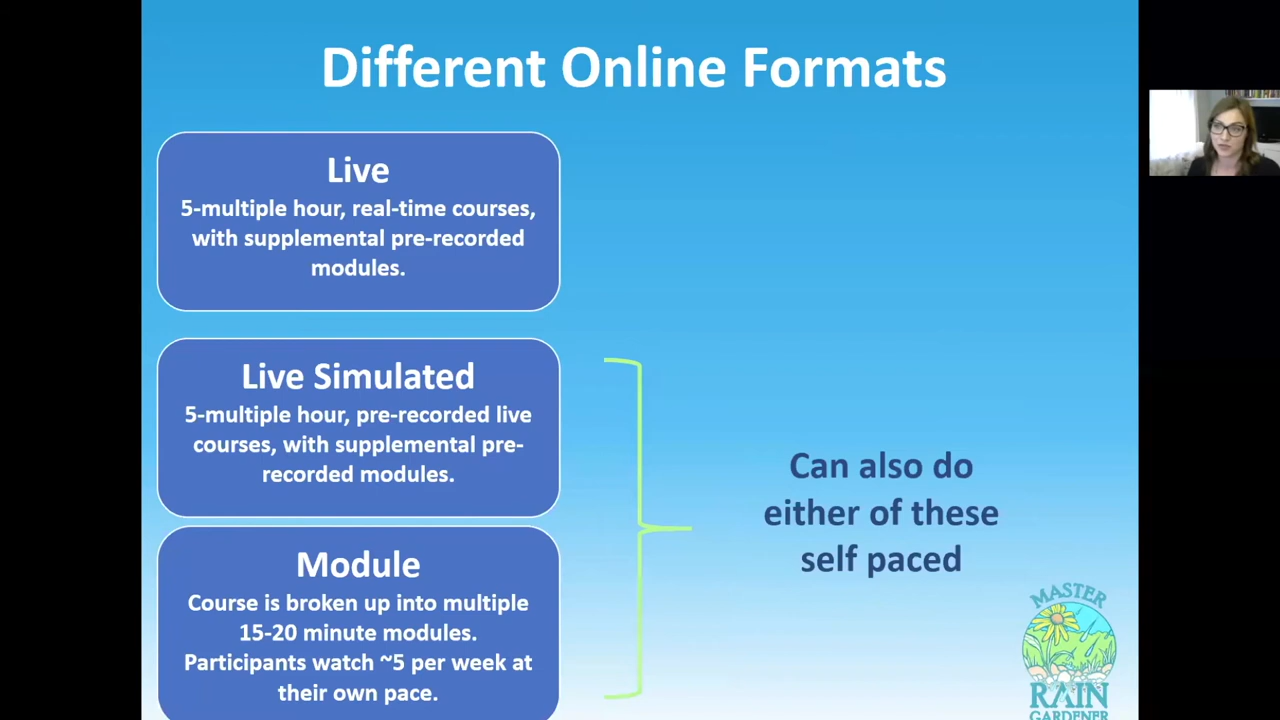 Different Online Formats
Live
5-multiple hour, real-time courses,
with supplemental pre-recorded
modules.
Live Simulated
5-multiple hour, pre-recorded live
courses, with supplemental pre-
recorded modules.
Module
Course is broken up into multiple
15-20 minute modules.
Participants watch ~5 per week at
their own pace.
Can also do
either of these
self paced
MASTER
RAIN
GARDENER